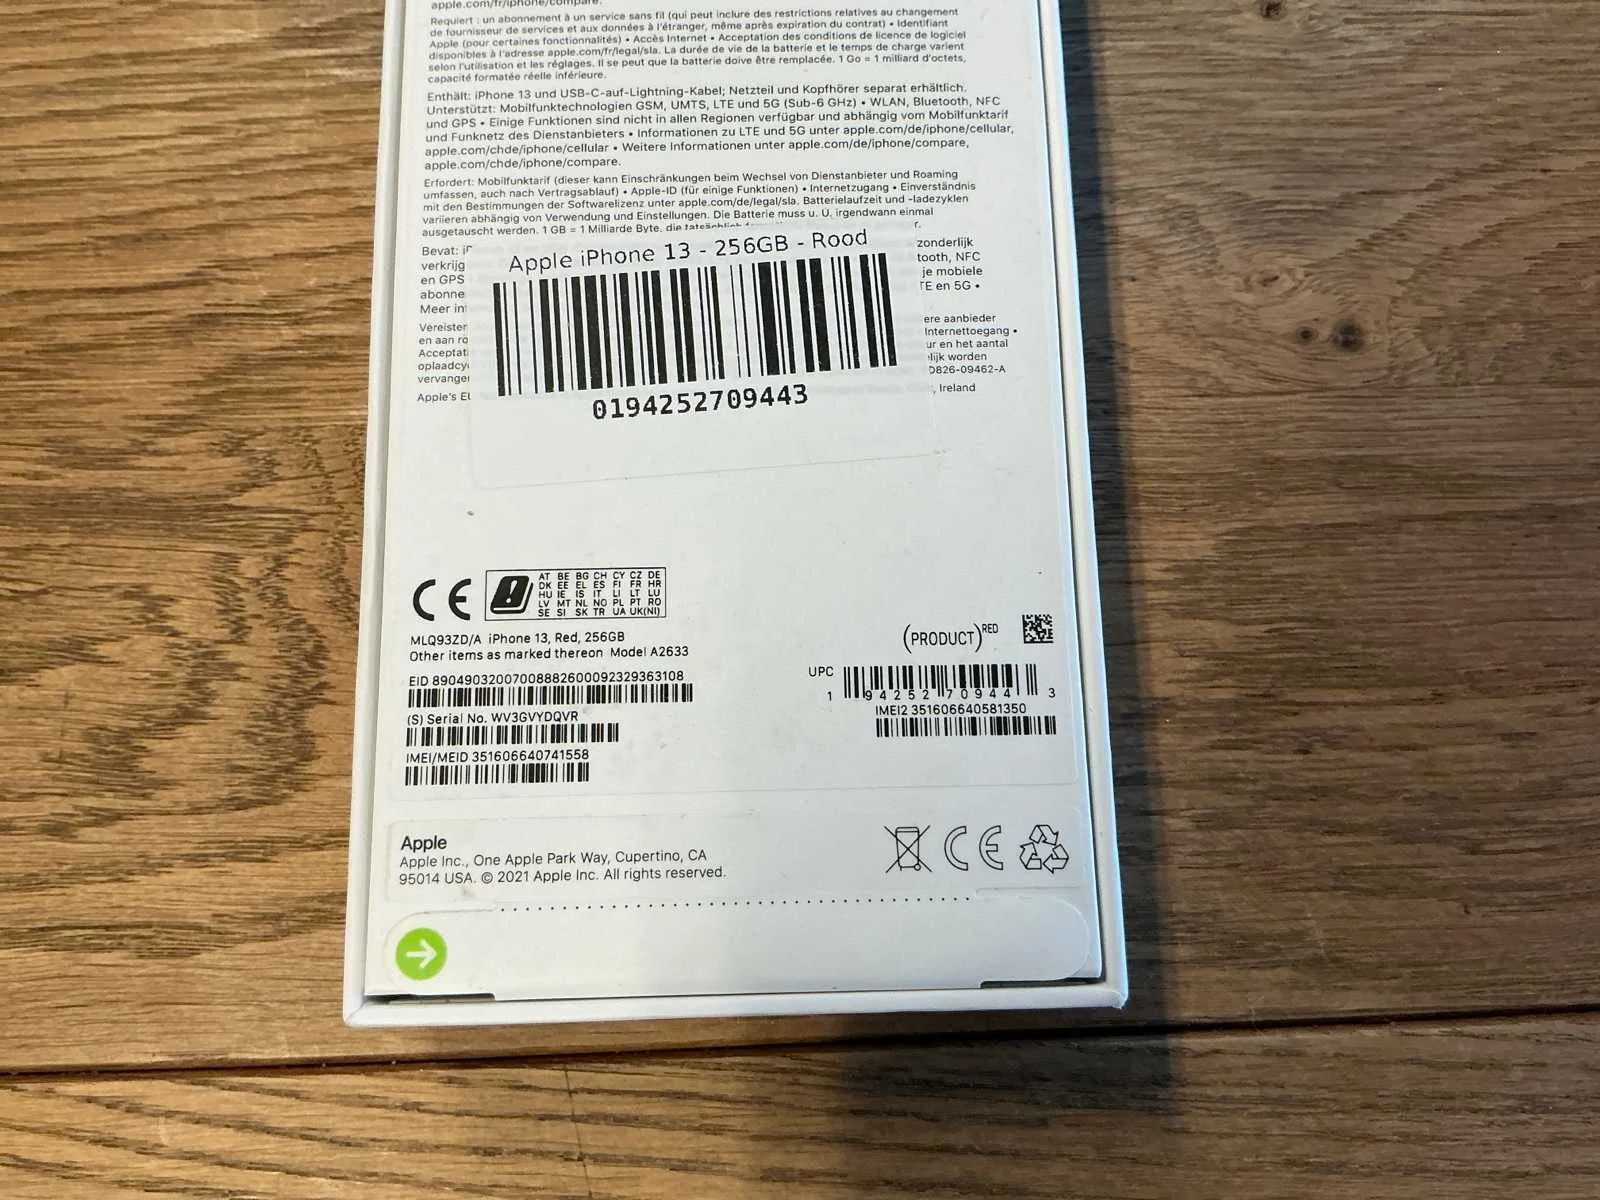 apple.com/fr/iphone/compare.
Requiert : un abonnement à un service sans fil (qui peut inclure des restrictions relatives au changement
de fournisseur de services et aux données à l'étranger, même après expiration du contrat) • Identifiant
Apple (pour certaines fonctionnalités) • Accès Internet • Acceptation des conditions de licence de logiciel
disponibles à l'adresse apple.com/fr/legal/sla. La durée de vie de la batterie et le temps de charge varient
selon l'utilisation et les réglages. Il se peut que la batterie doive être remplacée. 1 Go = 1 milliard d'octets,
capacité formatée réelle inférieure.
Enthält: iPhone 13 und USB-C-auf-Lightning-Kabel; Netzteil und Kopfhörer separat erhältlich.
Unterstützt: Mobilfunktechnologien GSM, UMTS, LTE und 5G (Sub-6 GHz) • WLAN, Bluetooth, NFC
und GPS • Einige Funktionen sind nicht in allen Regionen verfügbar und abhängig vom Mobilfunktarif
und Funknetz des Dienstanbieters • Informationen zu LTE und 5G unter apple.com/de/iphone/cellular,
apple.com/chde/iphone/cellular • Weitere Informationen unter apple.com/de/iphone/compare,
apple.com/chde/iphone/compare.
Erfordert: Mobilfunktarif (dieser kann Einschränkungen beim Wechsel von Dienstanbieter und Roaming
umfassen, auch nach Vertragsablauf) • Apple-ID (für einige Funktionen) • Internetzugang • Einverständnis
mit den Bestimmungen der Softwarelizenz unter apple.com/de/legal/sla. Batterielaufzeit und -ladezyklen
variieren abhängig von Verwendung und Einstellungen. Die Batterie muss u. U. irgendwann einmal
ausgetauscht werden. 1 GB = 1 Milliarde Byte, die tatsächlich
Bevat: iP zonderlijk
verkrijg tooth, NFC
en GPS je mobiele
abonne TE en 5G •
Meer in
Vereister ere aanbieder
en aan ro Internettoegang •
Acceptati ur en het aantal
oplaadcy lijk worden
vervange D826-09462-A
Apple's EU , Ireland
Apple iPhone 13 - 256GB - Rood
0194252709443
CE
AT BE BG CH CY CZ DE
DK EE EL ES FI FR HR
HU IE IS IT LI LT LU
LV MT NL NO PL PT RO
SE SI SK TR UA UK(NI)
MLQ93ZD/A iPhone 13, Red, 256GB
Other items as marked thereon Model A2633
(PRODUCT)RED
EID 89049032007008882600092329363108
UPC
1 94252 70944 3
(S) Serial No. WV3GVYDQVR
IMEI2 351606640581350
IMEI/MEID 351606640741558
Apple
Apple Inc., One Apple Park Way, Cupertino, CA
95014 USA. © 2021 Apple Inc. All rights reserved.
CE